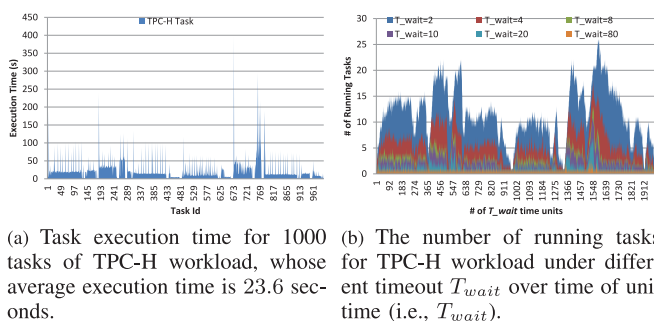 450
400
350
300
250
200
150
100
50
0
TPC-H Task
Execution Time (s)
1 49 97 145 193 241 289 337 385 433 481 529 577 625 673 721 769 817 865 913 961
Task Id
30
25
20
15
10
5
0
T_wait=2 T_wait=4 T_wait=8
T_wait=10 T_wait=20 T_wait=80
# of Running Tasks
1 92 183 274 365 456 547 638 729 820 911 1002 1093 1184 1275 1366 1457 1548 1639 1730 1821 1912
# of T_wait time units
(a) Task execution time for 1000
tasks of TPC-H workload, whose
average execution time is 23.6 sec-
onds.
(b) The number of running tasks
for TPC-H workload under differ-
ent timeout T_wait over time of unit
time (i.e., T_wait).